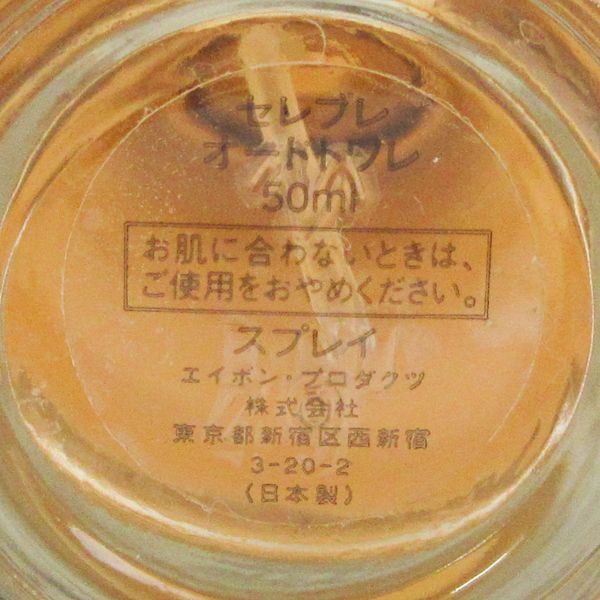 セレブレ
オードトワレ
50ml
お肌に合わないときは、
ご使用をおやめください。
スプレイ
エイボン・プロダクツ
株式会社
東京都新宿区西新宿
3-20-2
(日本製)